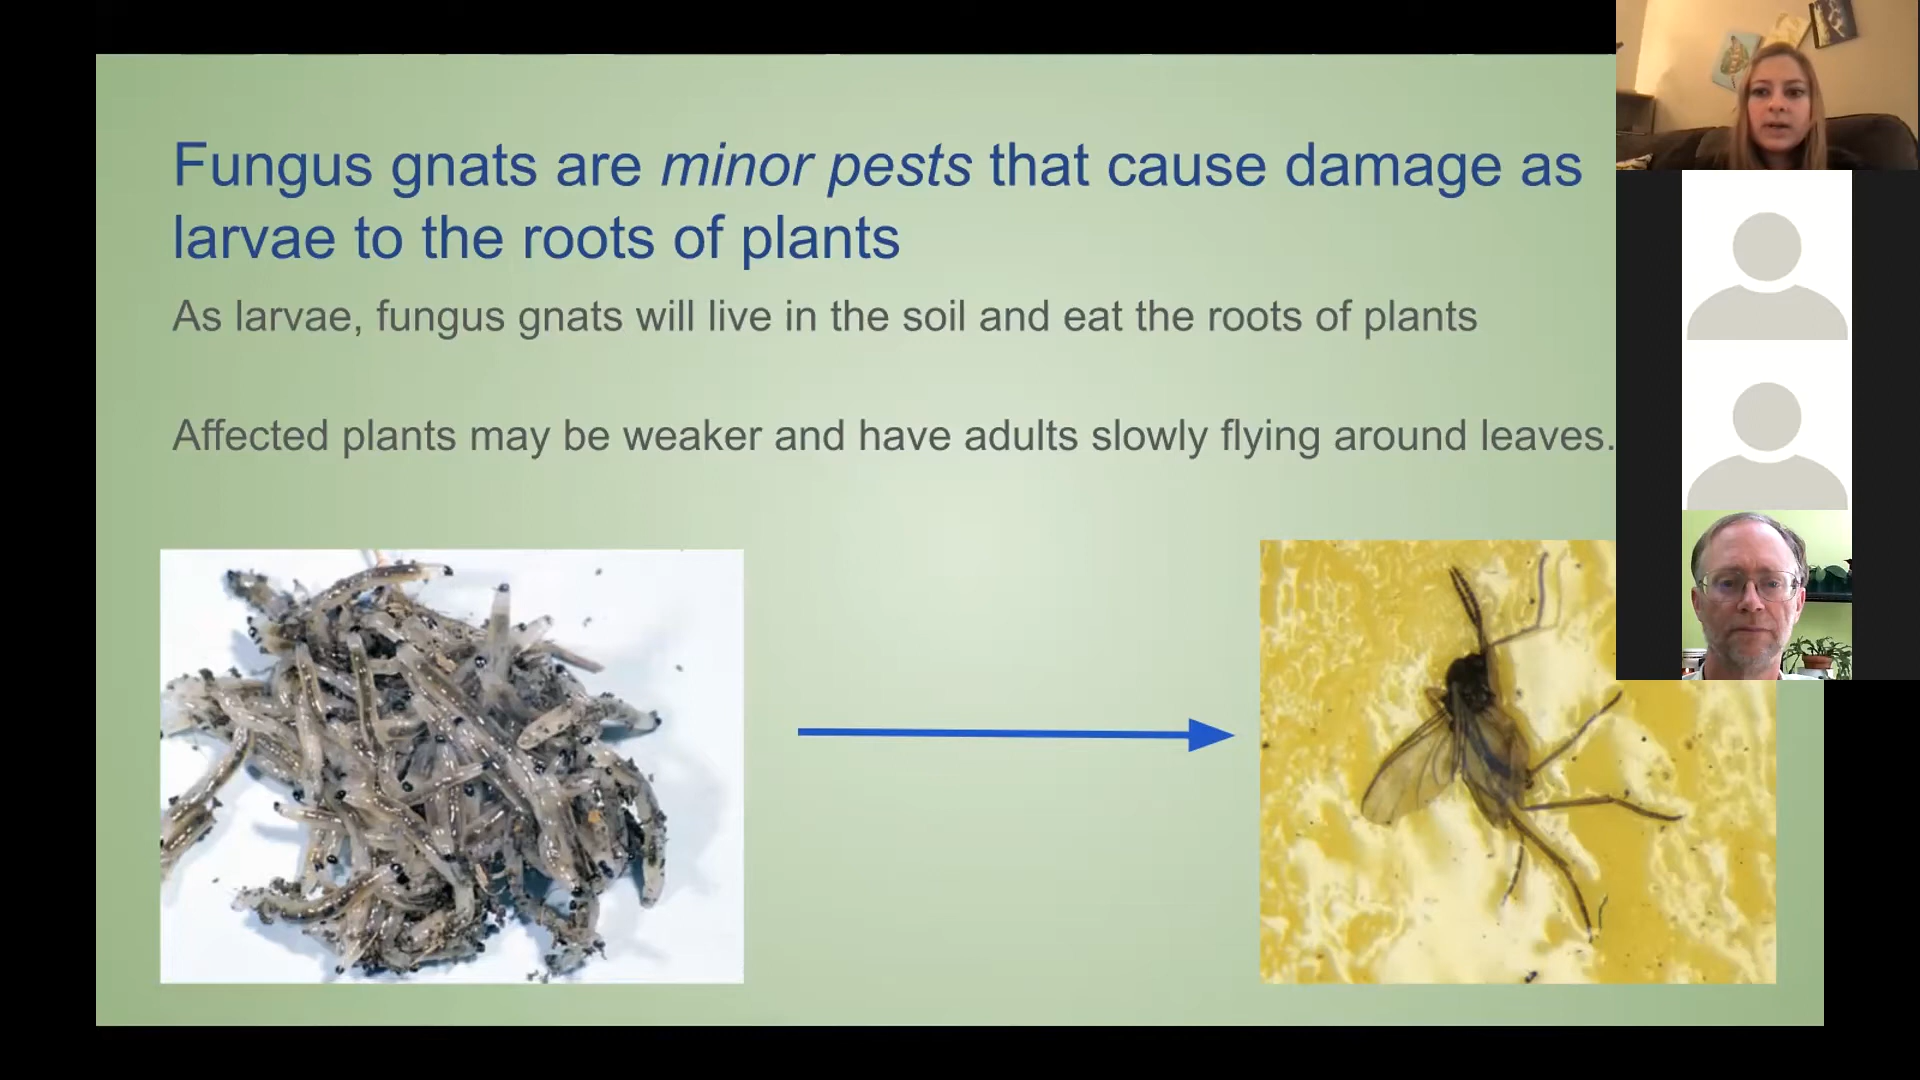 Fungus gnats are minor pests that cause damage as
larvae to the roots of plants
As larvae, fungus gnats will live in the soil and eat the roots of plants
Affected plants may be weaker and have adults slowly flying around leaves.